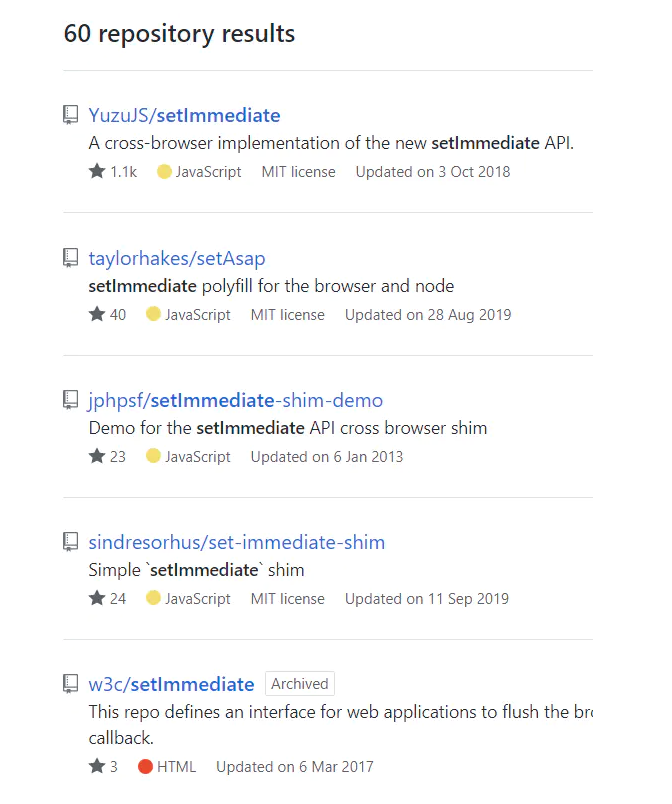 60 repository results
YuzuJS/setImmediate
A cross-browser implementation of the new setImmediate API.
1.1k JavaScript MIT license Updated on 3 Oct 2018
taylorhakes/setAsap
setImmediate polyfill for the browser and node
40 JavaScript MIT license Updated on 28 Aug 2019
jphpsf/setImmediate-shim-demo
Demo for the setImmediate API cross browser shim
23 JavaScript Updated on 6 Jan 2013
sindresorhus/set-immediate-shim
Simple `setImmediate` shim
24 JavaScript MIT license Updated on 11 Sep 2019
w3c/setImmediate Archived
This repo defines an interface for web applications to flush the
callback.
3 HTML Updated on 6 Mar 2017